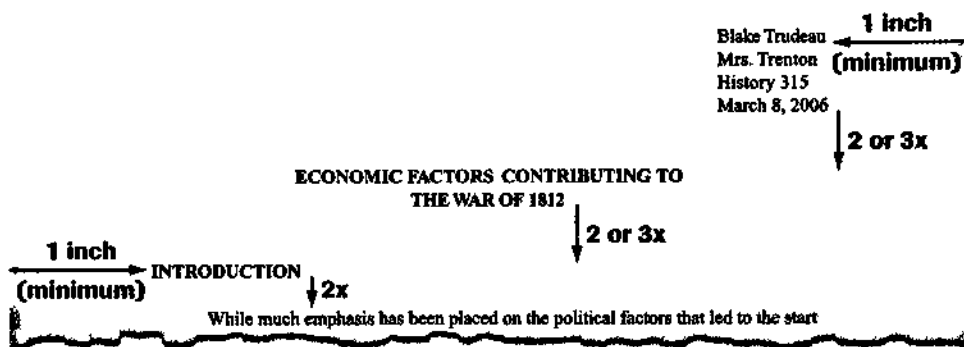 Blake Trudeau
1 inch
Mrs. Trenton
(minimum)
History 315
March 8, 2006
2 or 3x
ECONOMIC FACTORS CONTRIBUTING TO
THE WAR OF 1812
2 or 3x
1 inch
INTRODUCTION
(minimum)
2x
While much emphasis has been placed on the political factors that led to the start